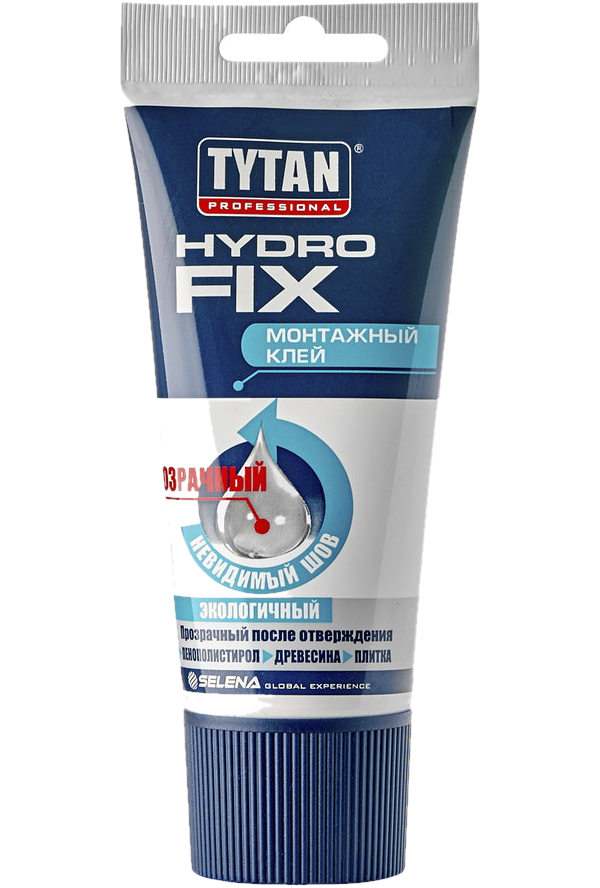 TYTAN®
PROFESSIONAL
HYDRO
FIX
МОНТАЖНЫЙ
КЛЕЙ
ОЗРАЧНЫЙ
НЕВИДИМЫЙ ШОВ
ЭКОЛОГИЧНЫЙ
Прозрачный после отверждения
ПЕНОПОЛИСТИРОЛ ▸ ДРЕВЕСИНА ▸ ПЛИТКА
SELENA GLOBAL EXPERIENCE